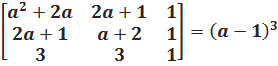 [a² + 2a 2a + 1 1]
[2a + 1 a + 2 1] = (a − 1)³
[3 3 1]